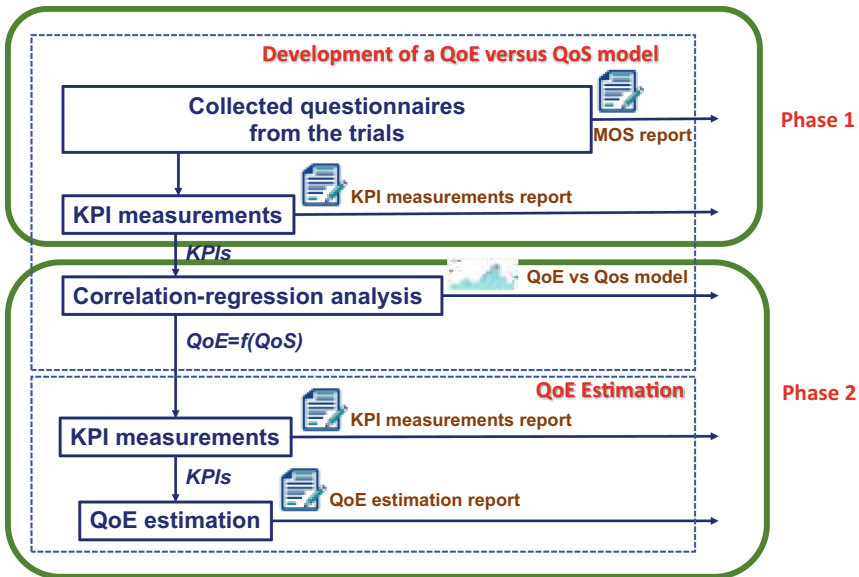 Development of a QoE versus QoS model
Collected questionnaires
from the trials
MOS report
Phase 1
KPI measurements report
KPI measurements
KPIs
QoE vs Qos model
Correlation-regression analysis
QoE=f(QoS)
QoE Estimation
Phase 2
KPI measurements report
KPI measurements
KPIs
QoE estimation report
QoE estimation